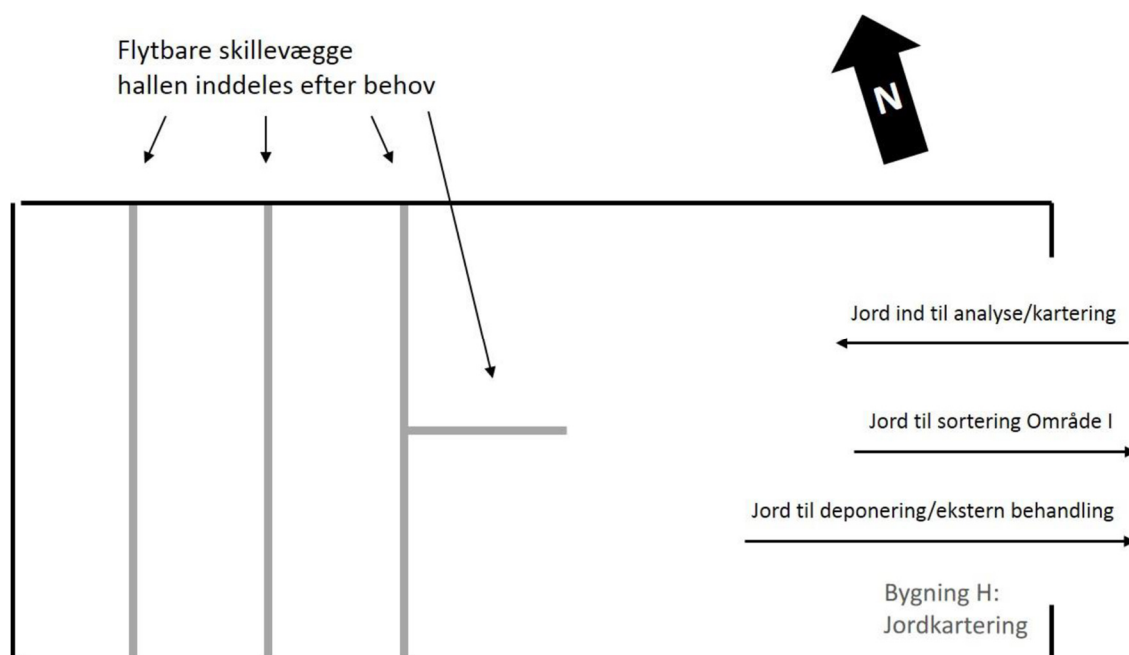 Flytbare skillevægge
hallen inddeles efter behov
N
Jord ind til analyse/kartering
Jord til sortering Område I
Jord til deponering/ekstern behandling
Bygning H:
Jordkartering